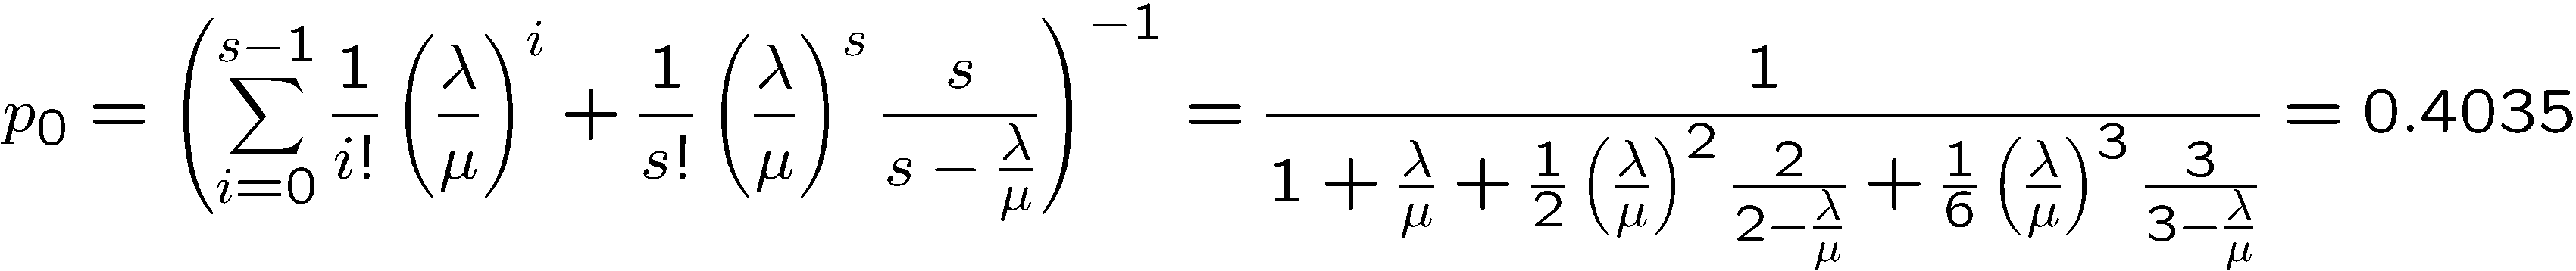 $p_0 = \left( \sum_{i=0}^{s-1} \frac{1}{i!} \left( \frac{\lambda}{\mu} \right)^i + \frac{1}{s!} \left( \frac{\lambda}{\mu} \right)^s \frac{s}{s - \frac{\lambda}{\mu}} \right)^{-1} = \frac{1}{1 + \frac{\lambda}{\mu} + \frac{1}{2} \left( \frac{\lambda}{\mu} \right)^2 \frac{2}{2 - \frac{\lambda}{\mu}} + \frac{1}{6} \left( \frac{\lambda}{\mu} \right)^3 \frac{3}{3 - \frac{\lambda}{\mu}}} = 0.4035$